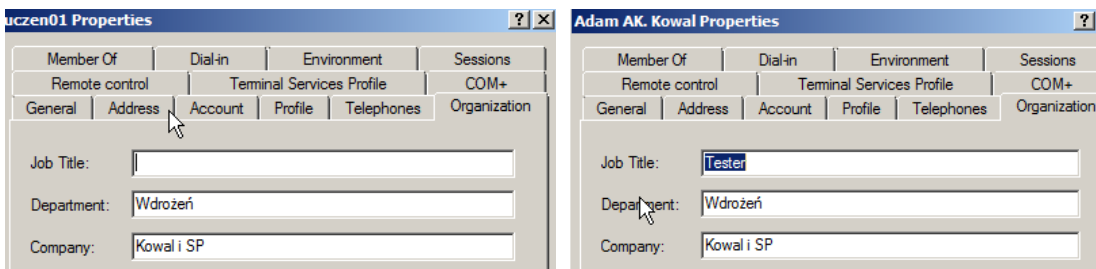 uczen01 Properties
Member Of Dial-in Environment Sessions
Remote control Terminal Services Profile COM+
General Address Account Profile Telephones Organization
Job Title:
Department: Wdrożeń
Company: Kowal i SP
Adam AK. Kowal Properties
Member Of Dial-in Environment Sessions
Remote control Terminal Services Profile COM+
General Address Account Profile Telephones Organization
Job Title: Tester
Department: Wdrożeń
Company: Kowal i SP